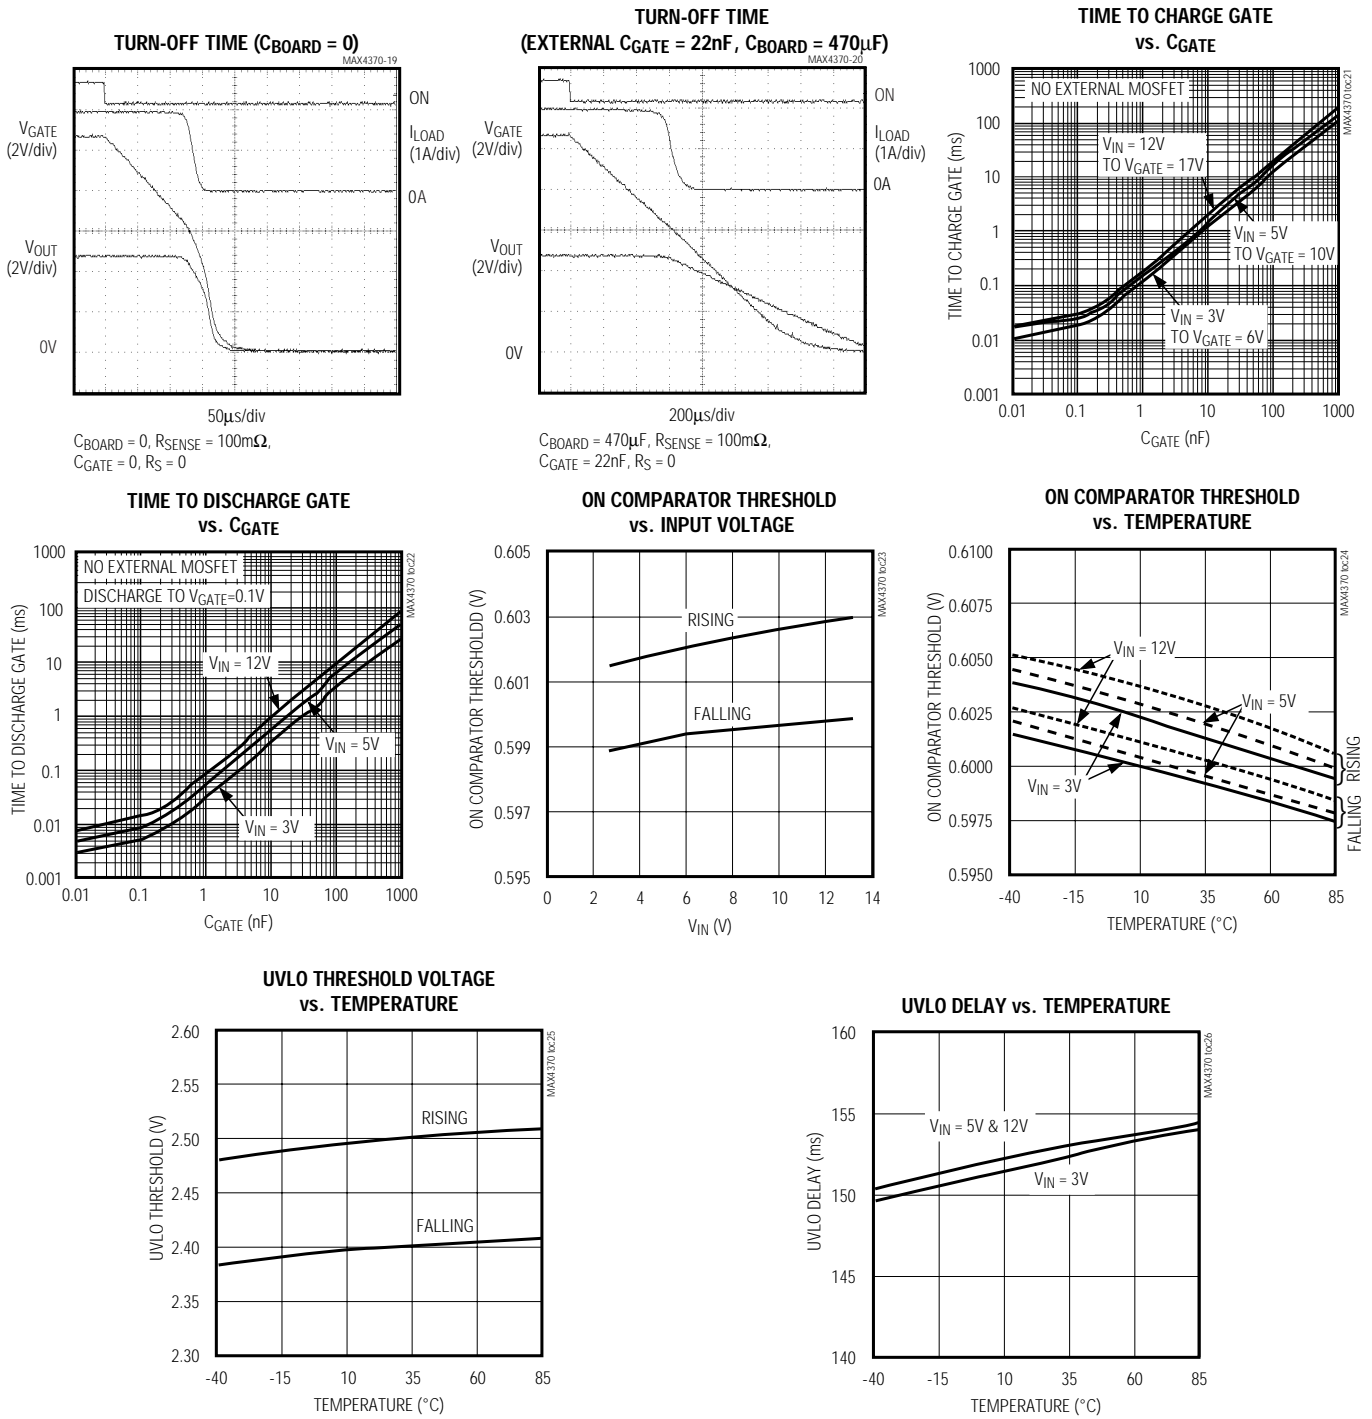 TURN-OFF TIME (CBOARD = 0)
MAX4370-19
VGATE
(2V/div)
VOUT
(2V/div)
0V
ON
ILOAD
(1A/div)
0A
50µs/div
CBOARD = 0, RSENSE = 100mΩ,
CGATE = 0, RS = 0
TURN-OFF TIME
(EXTERNAL CGATE = 22nF, CBOARD = 470µF)
MAX4370-20
VGATE
(2V/div)
VOUT
(2V/div)
0V
ON
ILOAD
(1A/div)
0A
200µs/div
CBOARD = 470µF, RSENSE = 100mΩ,
CGATE = 22nF, RS = 0
TIME TO CHARGE GATE
vs. CGATE
MAX4370 toc21
TIME TO CHARGE GATE (ms)
1000
100
10
1
0.1
0.01
0.001
NO EXTERNAL MOSFET
VIN = 12V
TO VGATE = 17V
VIN = 5V
TO VGATE = 10V
VIN = 3V
TO VGATE = 6V
0.01 0.1 1 10 100 1000
CGATE (nF)
TIME TO DISCHARGE GATE
vs. CGATE
MAX4370 toc22
TIME TO DISCHARGE GATE (ms)
1000
100
10
1
0.1
0.01
0.001
NO EXTERNAL MOSFET
DISCHARGE TO VGATE=0.1V
VIN = 12V
VIN = 5V
VIN = 3V
0.01 0.1 1 10 100 1000
CGATE (nF)
ON COMPARATOR THRESHOLD
vs. INPUT VOLTAGE
MAX4370 toc23
ON COMPARATOR THRESHOLDD (V)
0.605
0.603
0.601
0.599
0.597
0.595
RISING
FALLING
0 2 4 6 8 10 12 14
VIN (V)
ON COMPARATOR THRESHOLD
vs. TEMPERATURE
MAX4370 toc24
ON COMPARATOR THRESHOLD (V)
0.6100
0.6075
0.6050
0.6025
0.6000
0.5975
0.5950
VIN = 12V
VIN = 5V
VIN = 3V
RISING
FALLING
-40 -15 10 35 60 85
TEMPERATURE (°C)
UVLO THRESHOLD VOLTAGE
vs. TEMPERATURE
MAX4370 toc25
UVLO THRESHOLD (V)
2.60
2.55
2.50
2.45
2.40
2.35
2.30
RISING
FALLING
-40 -15 10 35 60 85
TEMPERATURE (°C)
UVLO DELAY vs. TEMPERATURE
MAX4370 toc26
UVLO DELAY (ms)
160
155
150
145
140
VIN = 5V & 12V
VIN = 3V
-40 -15 10 35 60 85
TEMPERATURE (°C)